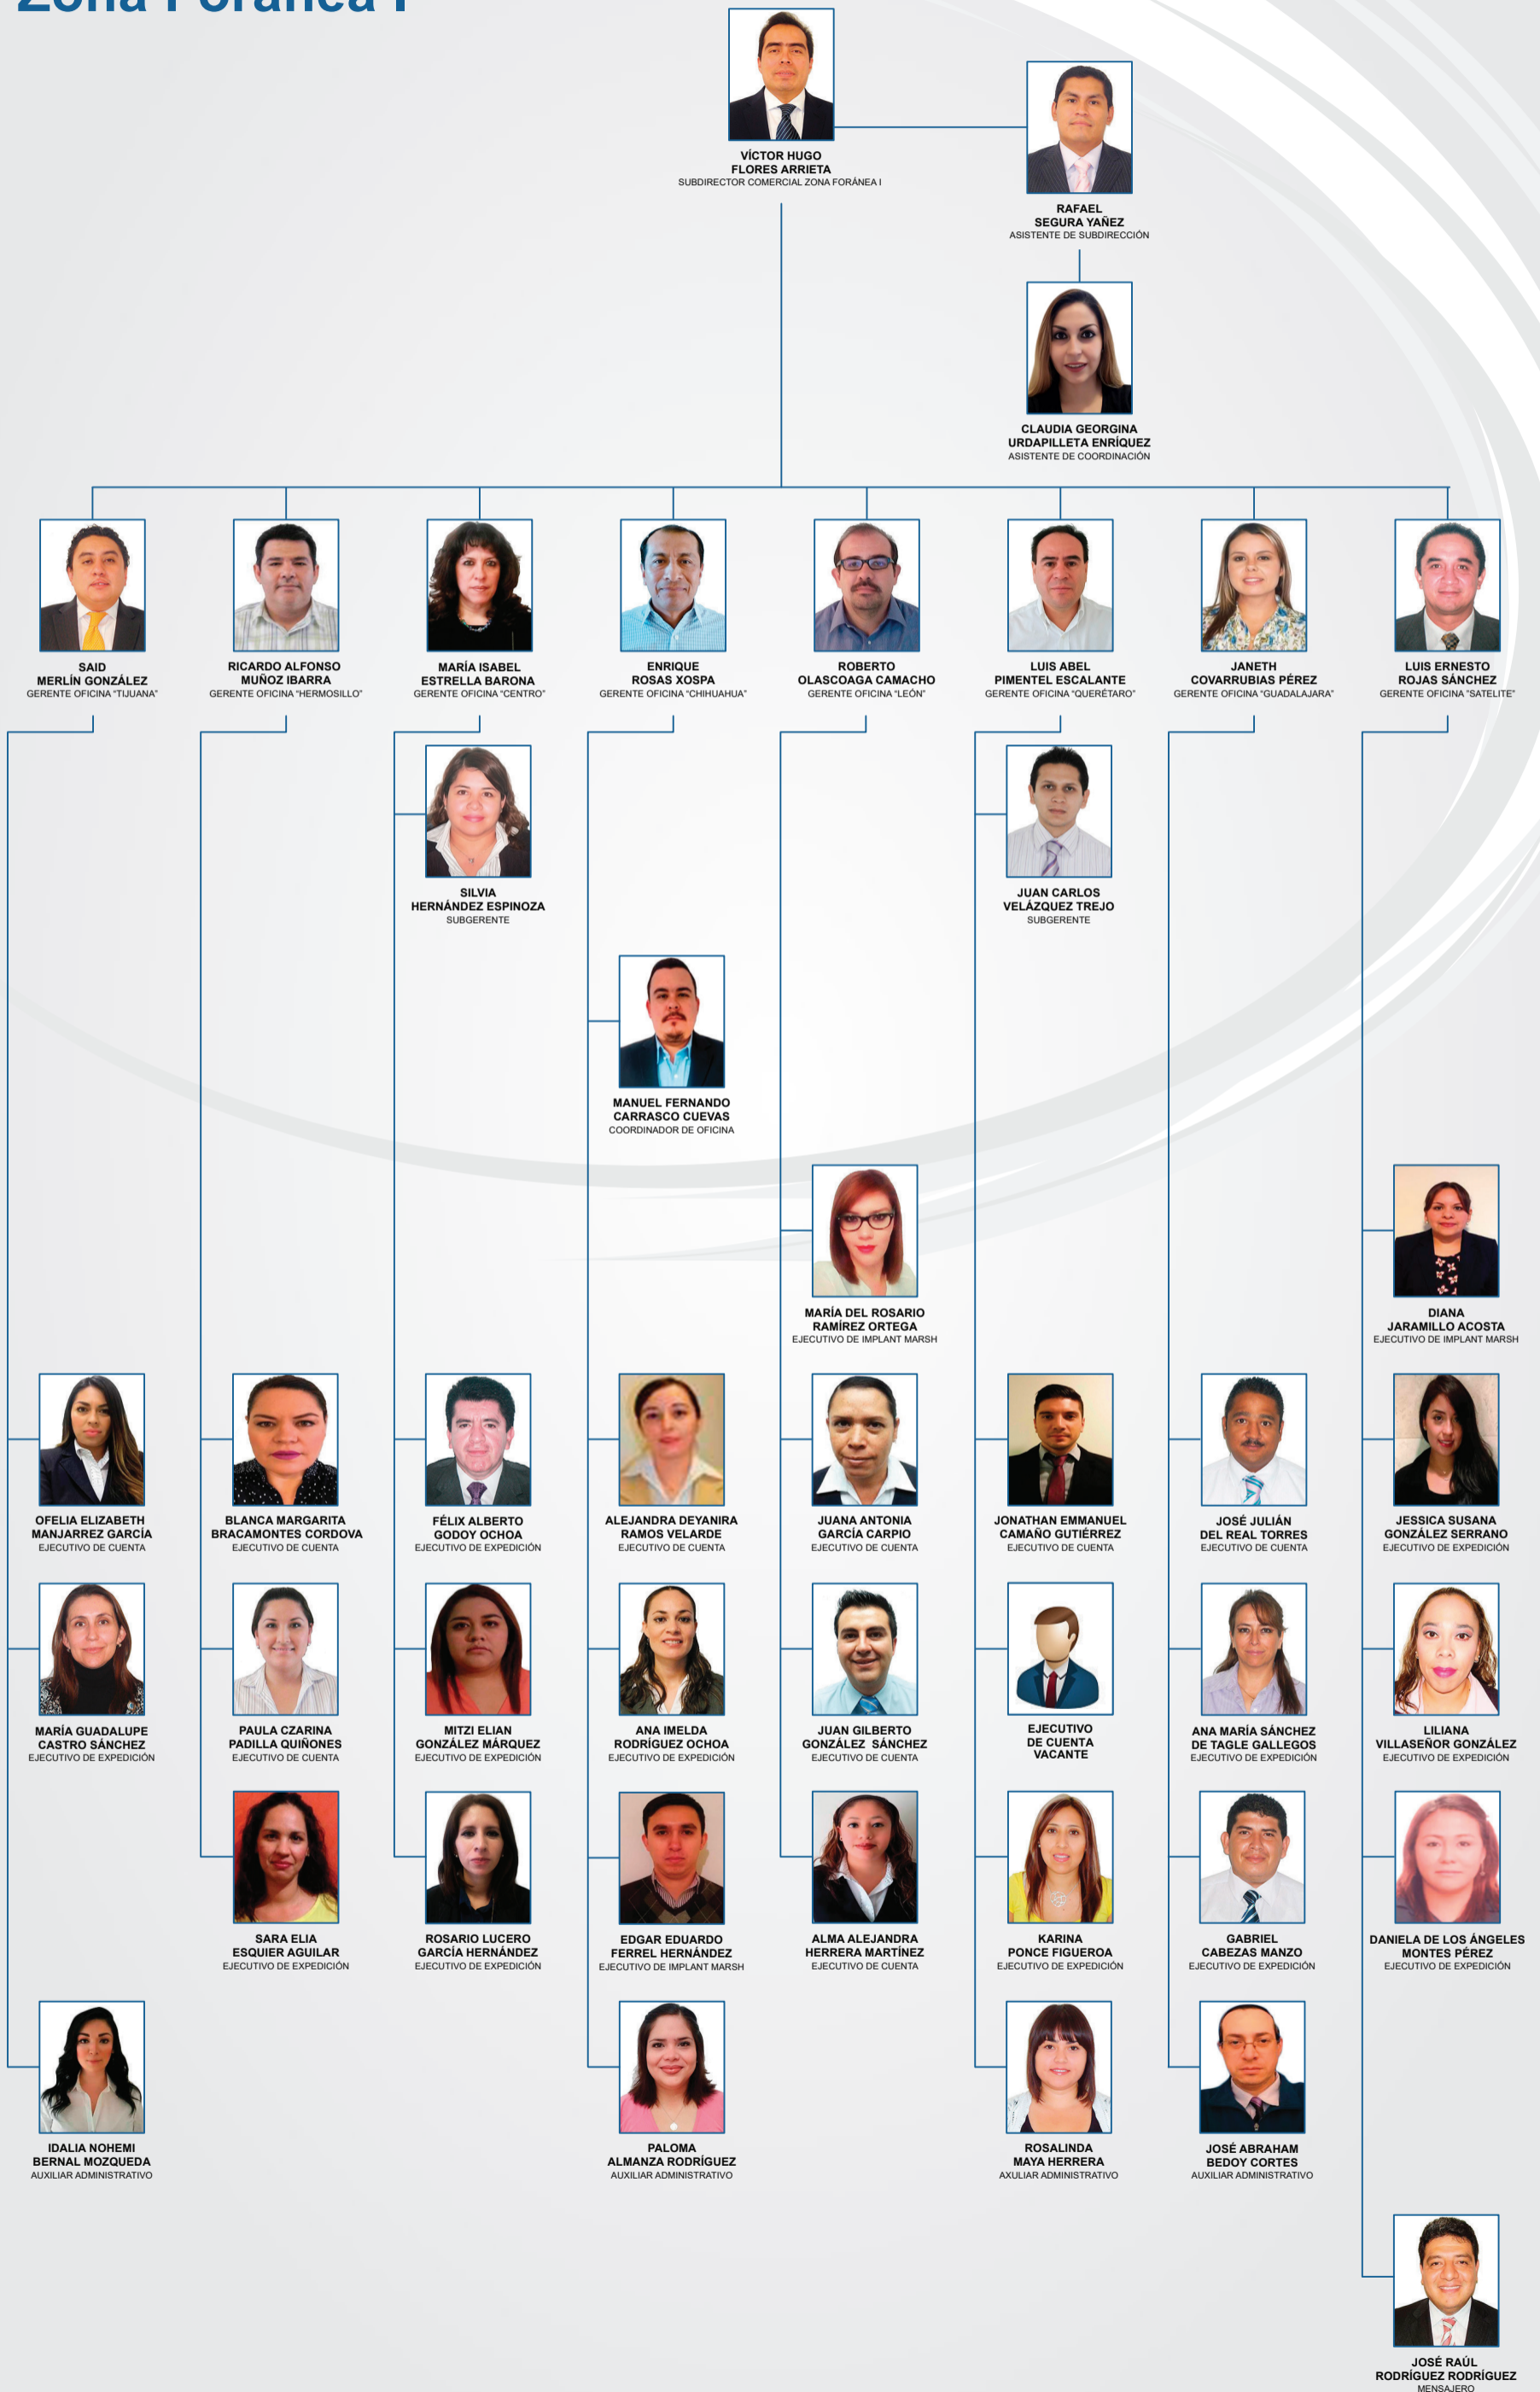 Zona Foránea I
VÍCTOR HUGO
FLORES ARRIETA
SUBDIRECTOR COMERCIAL ZONA FORÁNEA I
RAFAEL
SEGURA YAÑEZ
ASISTENTE DE SUBDIRECCIÓN
CLAUDIA GEORGINA
URDAPILLETA ENRÍQUEZ
ASISTENTE DE COORDINACIÓN
SAID
MERLÍN GONZÁLEZ
GERENTE OFICINA "TIJUANA"
RICARDO ALFONSO
MUÑOZ IBARRA
GERENTE OFICINA "HERMOSILLO"
MARÍA ISABEL
ESTRELLA BARONA
GERENTE OFICINA "CENTRO"
ENRIQUE
ROSAS XOSPA
GERENTE OFICINA "CHIHUAHUA"
ROBERTO
OLASCOAGA CAMACHO
GERENTE OFICINA "LEÓN"
LUIS ABEL
PIMENTEL ESCALANTE
GERENTE OFICINA "QUERÉTARO"
JANETH
COVARRUBIAS PÉREZ
GERENTE OFICINA "GUADALAJARA"
LUIS ERNESTO
ROJAS SÁNCHEZ
GERENTE OFICINA "SATELITE"
SILVIA
HERNÁNDEZ ESPINOZA
SUBGERENTE
JUAN CARLOS
VELÁZQUEZ TREJO
SUBGERENTE
MANUEL FERNANDO
CARRASCO CUEVAS
COORDINADOR DE OFICINA
MARÍA DEL ROSARIO
RAMÍREZ ORTEGA
EJECUTIVO DE IMPLANT MARSH
DIANA
JARAMILLO ACOSTA
EJECUTIVO DE IMPLANT MARSH
OFELIA ELIZABETH
MANJARREZ GARCÍA
EJECUTIVO DE CUENTA
BLANCA MARGARITA
BRACAMONTES CORDOVA
EJECUTIVO DE CUENTA
FÉLIX ALBERTO
GODOY OCHOA
EJECUTIVO DE EXPEDICIÓN
ALEJANDRA DEYANIRA
RAMOS VELARDE
EJECUTIVO DE CUENTA
JUANA ANTONIA
GARCÍA CARPIO
EJECUTIVO DE CUENTA
JONATHAN EMMANUEL
CAMAÑO GUTIÉRREZ
EJECUTIVO DE CUENTA
JOSÉ JULIÁN
DEL REAL TORRES
EJECUTIVO DE CUENTA
JESSICA SUSANA
GONZÁLEZ SERRANO
EJECUTIVO DE EXPEDICIÓN
MARÍA GUADALUPE
CASTRO SÁNCHEZ
EJECUTIVO DE EXPEDICIÓN
PAULA CZARINA
PADILLA QUIÑONES
EJECUTIVO DE CUENTA
MITZI ELIAN
GONZÁLEZ MÁRQUEZ
EJECUTIVO DE EXPEDICIÓN
ANA IMELDA
RODRÍGUEZ OCHOA
EJECUTIVO DE EXPEDICIÓN
JUAN GILBERTO
GONZÁLEZ SÁNCHEZ
EJECUTIVO DE CUENTA
EJECUTIVO
DE CUENTA
VACANTE
ANA MARÍA SÁNCHEZ
DE TAGLE GALLEGOS
EJECUTIVO DE EXPEDICIÓN
LILIANA
VILLASEÑOR GONZÁLEZ
EJECUTIVO DE EXPEDICIÓN
SARA ELIA
ESQUIER AGUILAR
EJECUTIVO DE EXPEDICIÓN
ROSARIO LUCERO
GARCÍA HERNÁNDEZ
EJECUTIVO DE EXPEDICIÓN
EDGAR EDUARDO
FERREL HERNÁNDEZ
EJECUTIVO DE IMPLANT MARSH
ALMA ALEJANDRA
HERRERA MARTÍNEZ
EJECUTIVO DE CUENTA
KARINA
PONCE FIGUEROA
EJECUTIVO DE EXPEDICIÓN
GABRIEL
CABEZAS MANZO
EJECUTIVO DE EXPEDICIÓN
DANIELA DE LOS ÁNGELES
MONTES PÉREZ
EJECUTIVO DE EXPEDICIÓN
IDALIA NOHEMI
BERNAL MOZQUEDA
AUXILIAR ADMINISTRATIVO
PALOMA
ALMANZA RODRÍGUEZ
AUXILIAR ADMINISTRATIVO
ROSALINDA
MAYA HERRERA
AXULIAR ADMINISTRATIVO
JOSÉ ABRAHAM
BEDOY CORTES
AUXILIAR ADMINISTRATIVO
JOSÉ RAÚL
RODRÍGUEZ RODRÍGUEZ
MENSAJERO